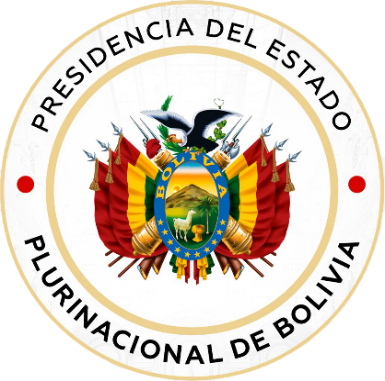 PRESIDENCIA DEL ESTADO
BOLIVIA
PLURINACIONAL DE BOLIVIA